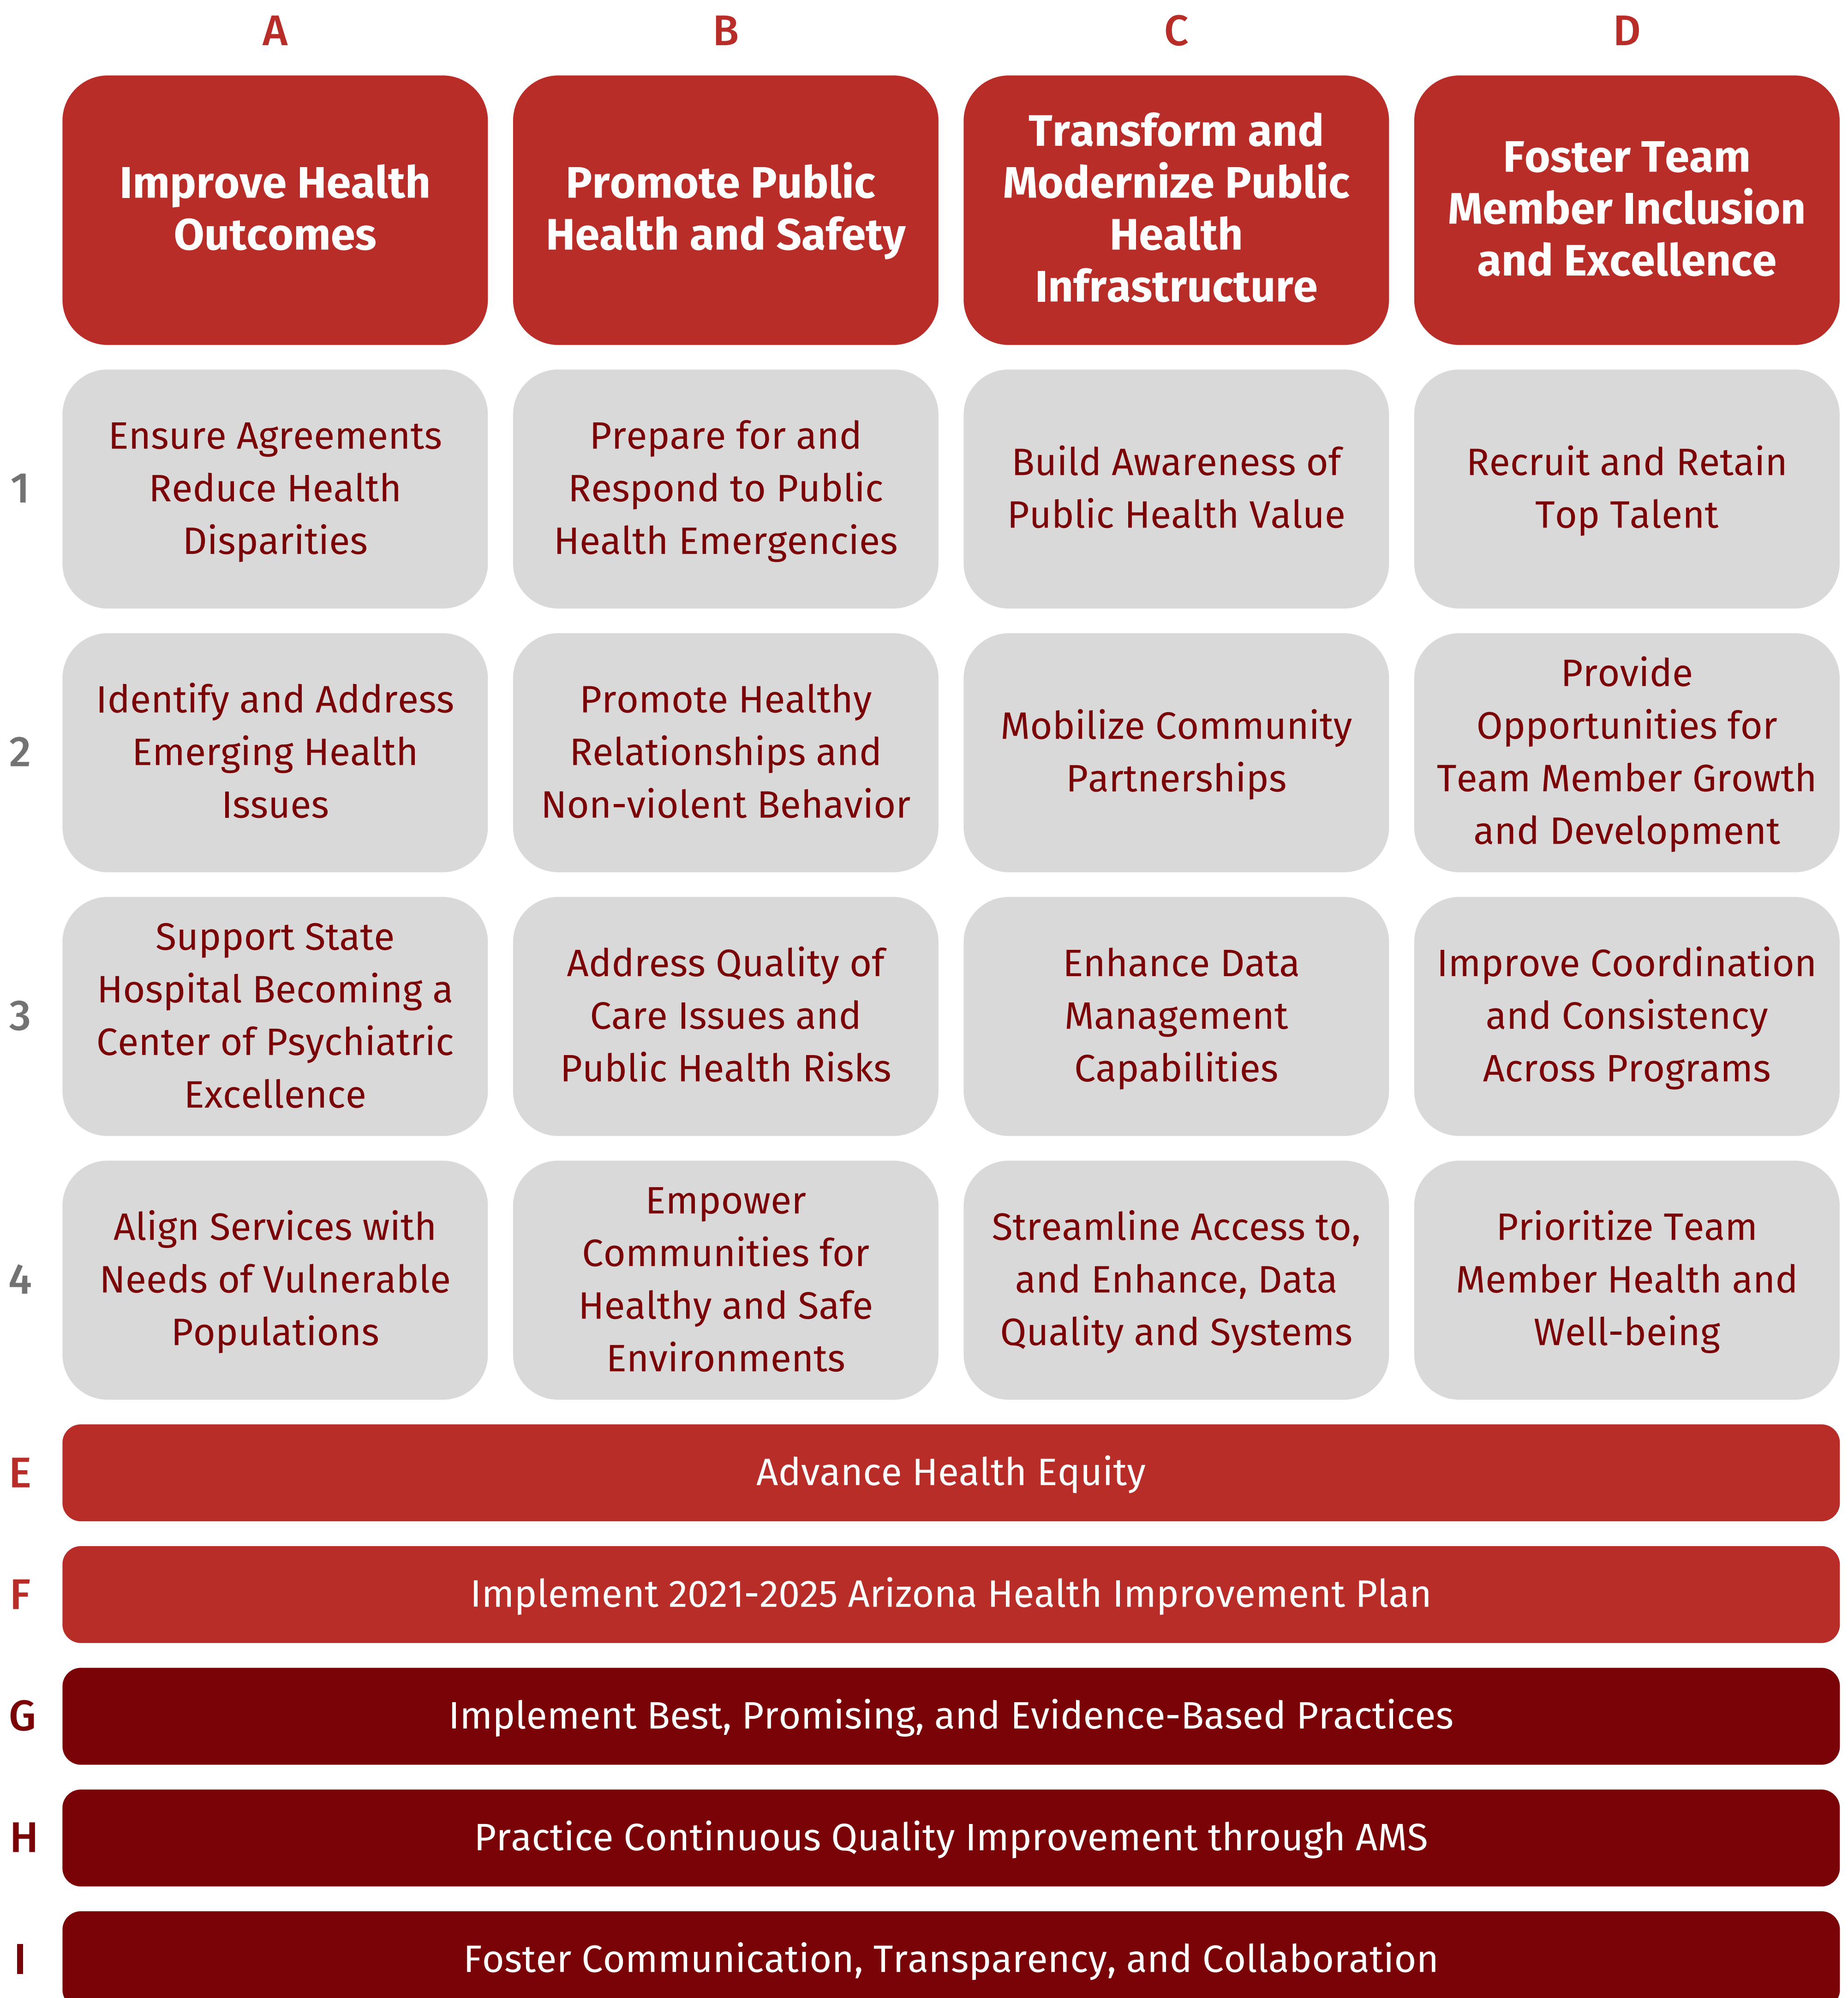 A
B
C
D
Improve Health
Outcomes
Promote Public
Health and Safety
Transform and
Modernize Public
Health
Infrastructure
Foster Team
Member Inclusion
and Excellence
1
Ensure Agreements
Reduce Health
Disparities
Prepare for and
Respond to Public
Health Emergencies
Build Awareness of
Public Health Value
Recruit and Retain
Top Talent
2
Identify and Address
Emerging Health
Issues
Promote Healthy
Relationships and
Non-violent Behavior
Mobilize Community
Partnerships
Provide
Opportunities for
Team Member Growth
and Development
3
Support State
Hospital Becoming a
Center of Psychiatric
Excellence
Address Quality of
Care Issues and
Public Health Risks
Enhance Data
Management
Capabilities
Improve Coordination
and Consistency
Across Programs
4
Align Services with
Needs of Vulnerable
Populations
Empower
Communities for
Healthy and Safe
Environments
Streamline Access to,
and Enhance, Data
Quality and Systems
Prioritize Team
Member Health and
Well-being
E
Advance Health Equity
F
Implement 2021-2025 Arizona Health Improvement Plan
G
Implement Best, Promising, and Evidence-Based Practices
H
Practice Continuous Quality Improvement through AMS
I
Foster Communication, Transparency, and Collaboration